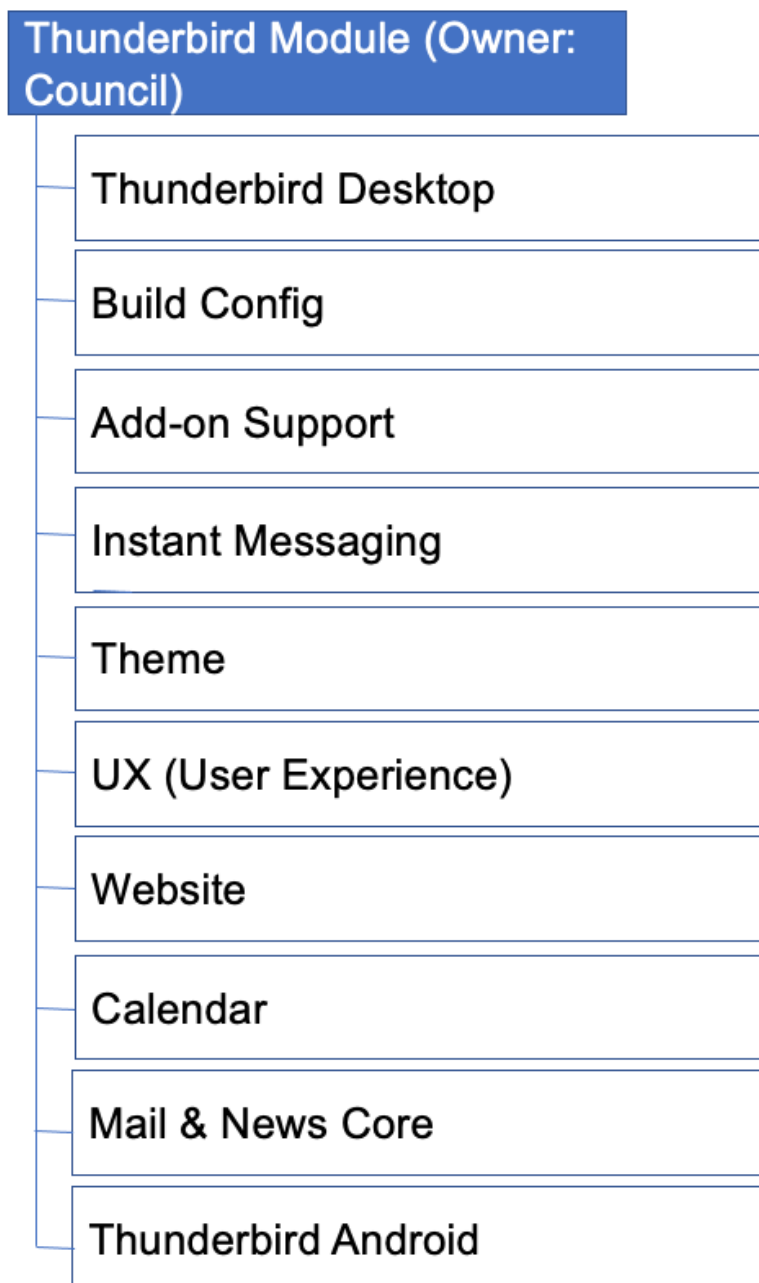 Thunderbird Module (Owner:
Council)
Thunderbird Desktop
Build Config
Add-on Support
Instant Messaging
Theme
UX (User Experience)
Website
Calendar
Mail & News Core
Thunderbird Android